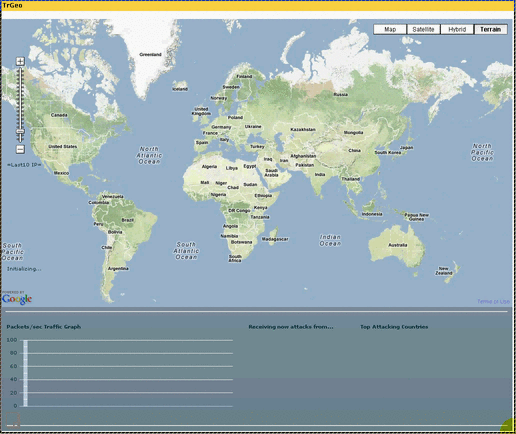 TrGeo
Map Satellite Hybrid Terrain
Greenland
Iceland
Finland
Sweden
Norway
Russia
Canada
United Kingdom
Poland
Germany
Ukraine
France
Kazakhstan
Mongolia
United States
North Atlantic Ocean
Spain
Italy
Turkey
China
South Korea
Japan
North Pacific Ocean
=Last10 IP=
Iraq
Iran
Afghanistan
Pakistan
Algeria
Libya
Egypt
Saudi Arabia
India
Mexico
Mali
Niger
Chad
Sudan
Thailand
Nigeria
Ethiopia
Venezuela
Colombia
Kenya
DR Congo
Indonesia
Papua New Guinea
Tanzania
Peru
Brazil
Angola
Bolivia
Namibia
Botswana
Madagascar
South Pacific Ocean
South Atlantic Ocean
Indian Ocean
Australia
Chile
South Africa
Argentina
Initializing...
New Zealand
POWERED BY
Google
Terms of Use
Packets/sec Traffic Graph
Receiving now attacks from...
Top Attacking Countries
100
80
60
40
20
0